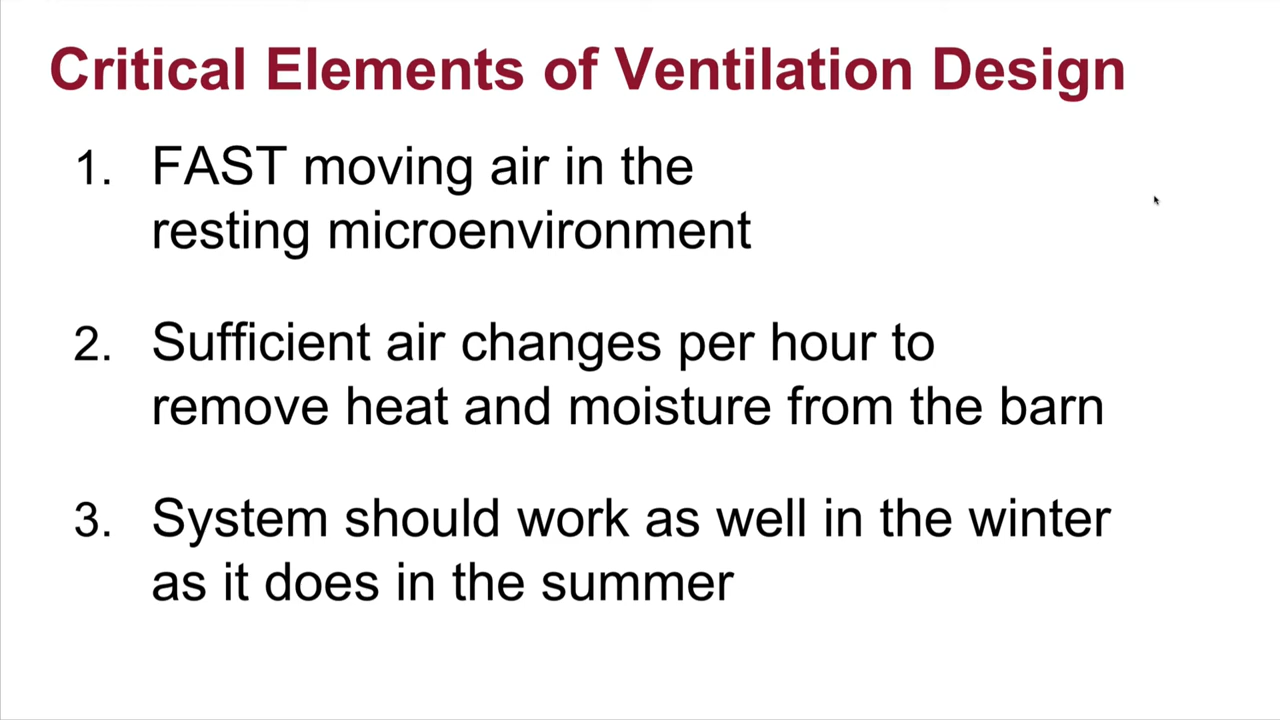 Critical Elements of Ventilation Design
1. FAST moving air in the
resting microenvironment
2. Sufficient air changes per hour to
remove heat and moisture from the barn
3. System should work as well in the winter
as it does in the summer